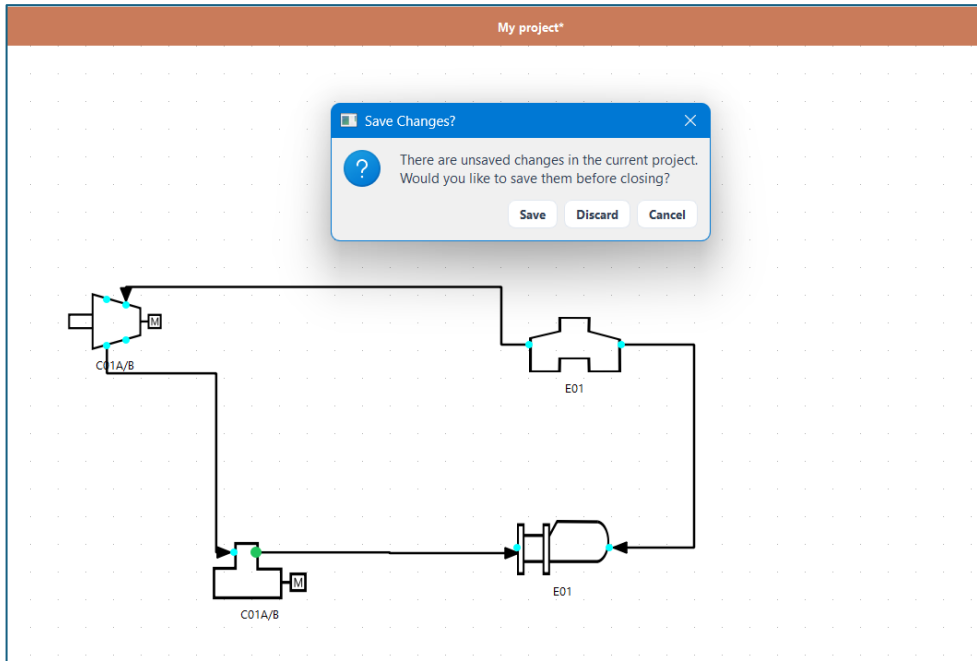 My project*
Save Changes?
?
There are unsaved changes in the current project.
Would you like to save them before closing?
Save Discard Cancel
M
C01A/B
E01
M
C01A/B
E01